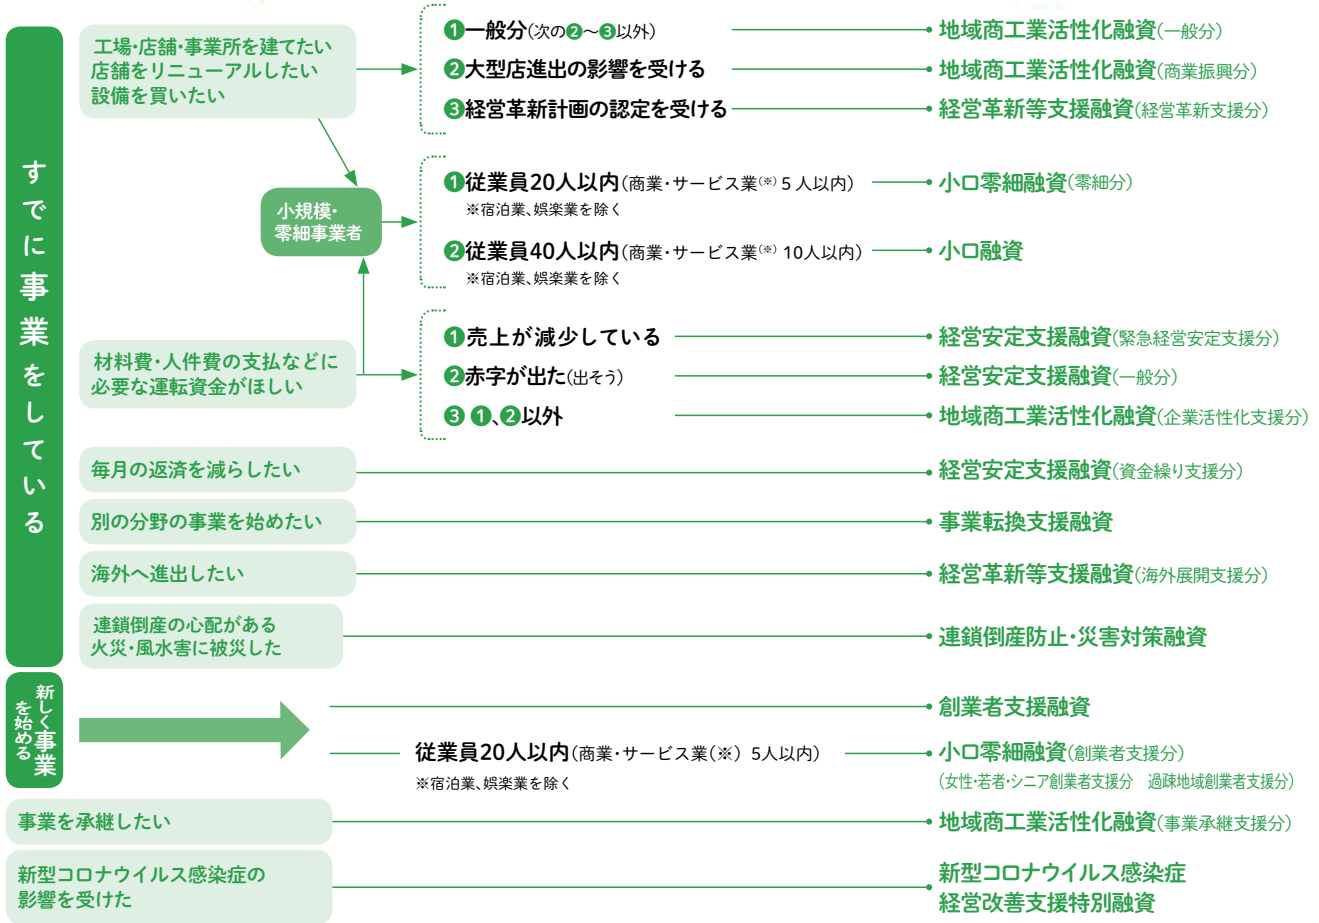 すでに事業をしている
工場・店舗・事業所を建てたい
店舗をリニューアルしたい
設備を買いたい
❶一般分(次の❷〜❸以外)
地域商工業活性化融資(一般分)
❷大型店進出の影響を受ける
地域商工業活性化融資(商業振興分)
❸経営革新計画の認定を受ける
経営革新等支援融資(経営革新支援分)
小規模・
零細事業者
❶従業員20人以内(商業・サービス業(※) 5人以内)
※宿泊業、娯楽業を除く
小口零細融資(零細分)
❷従業員40人以内(商業・サービス業(※) 10人以内)
※宿泊業、娯楽業を除く
小口融資
材料費・人件費の支払などに
必要な運転資金がほしい
❶売上が減少している
経営安定支援融資(緊急経営安定支援分)
❷赤字が出た(出そう)
経営安定支援融資(一般分)
❸ ❶、❷以外
地域商工業活性化融資(企業活性化支援分)
毎月の返済を減らしたい
経営安定支援融資(資金繰り支援分)
別の分野の事業を始めたい
事業転換支援融資
海外へ進出したい
経営革新等支援融資(海外展開支援分)
連鎖倒産の心配がある
火災・風水害に被災した
連鎖倒産防止・災害対策融資
新しく事業
を始める
創業者支援融資
従業員20人以内(商業・サービス業(※) 5人以内)
※宿泊業、娯楽業を除く
小口零細融資(創業者支援分)
(女性・若者・シニア創業者支援分 過疎地域創業者支援分)
事業を承継したい
地域商工業活性化融資(事業承継支援分)
新型コロナウイルス感染症の
影響を受けた
新型コロナウイルス感染症
経営改善支援特別融資